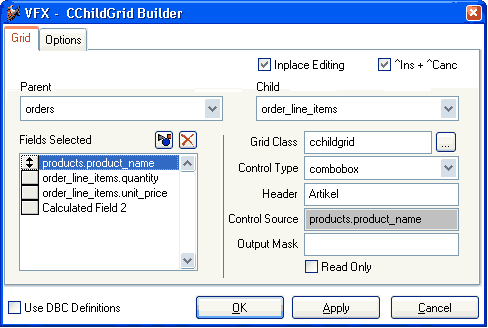 VFX - CChildGrid Builder
Grid
Options
Inplace Editing
^Ins + ^Canc
Parent
Child
orders
order_line_items
Fields Selected
Grid Class
cchildgrid
...
products.product_name
order_line_items.quantity
order_line_items.unit_price
Calculated Field 2
Control Type
combobox
Header
Artikel
Control Source
products.product_name
Output Mask
Read Only
Use DBC Definitions
OK
Apply
Cancel